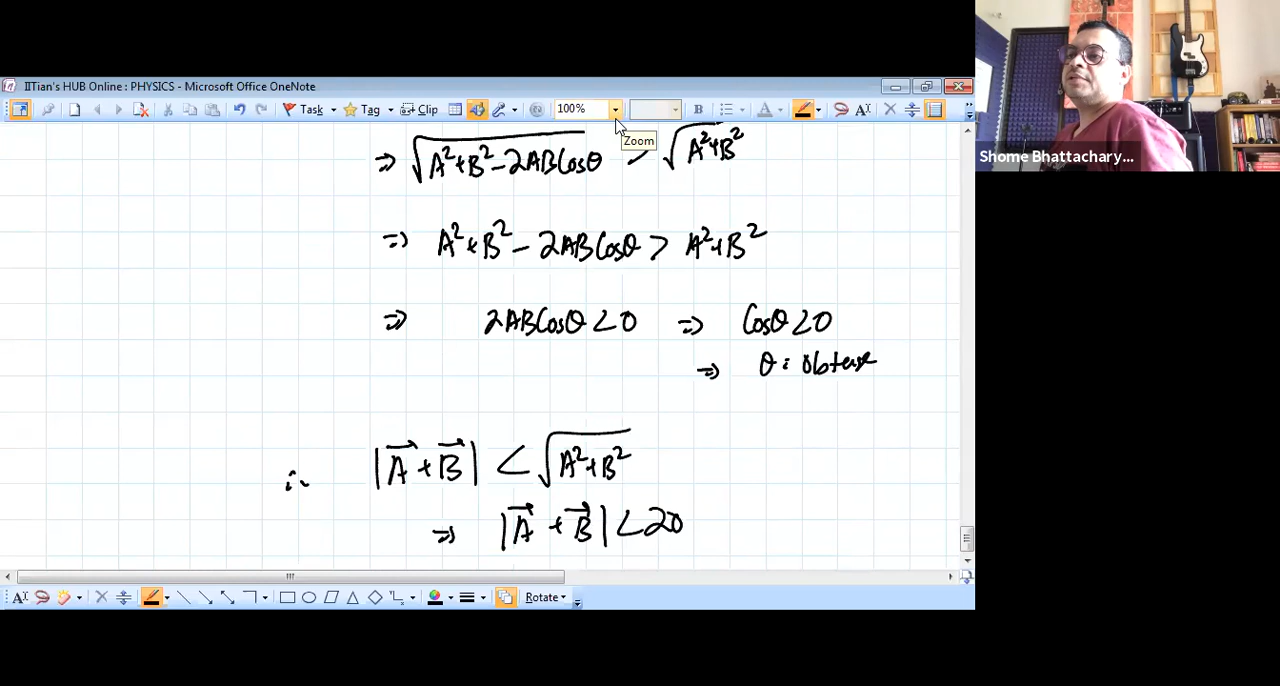 IITian's HUB Online : PHYSICS - Microsoft Office OneNote
Task Tag Clip 100% B A
Zoom
Shome Bhattachary...
⇒ √(A²+B²-2ABCosθ) > √(A²+B²)
⇒ A²+B²-2ABCosθ > A²+B²
⇒ 2ABCosθ<0 ⇒ Cosθ<0
⇒ θ: obtuse
∴ |A⃗+B⃗| < √(A²+B²)
⇒ |A⃗+B⃗| < 20
A Rotate